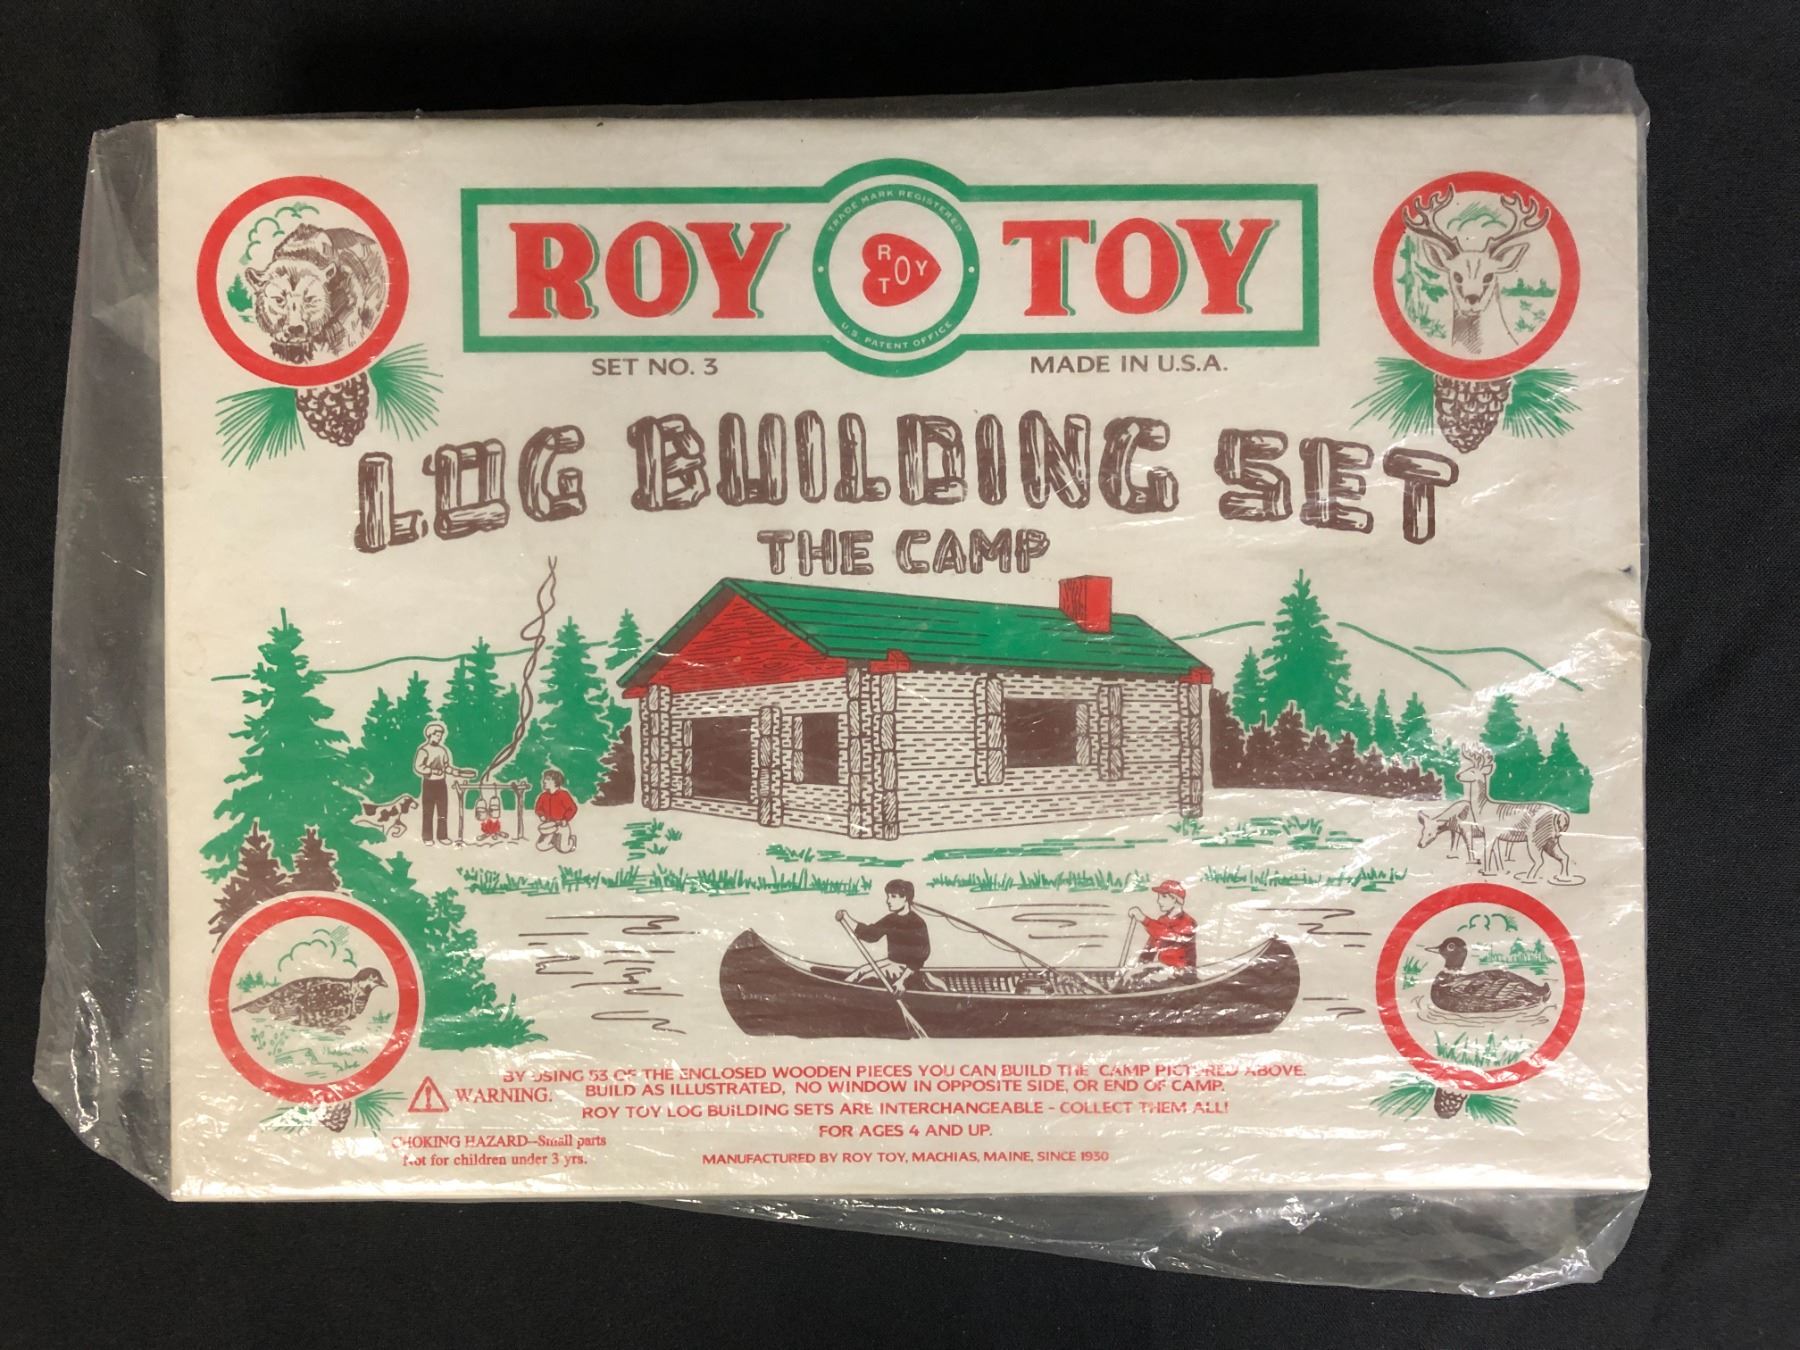 ROY TOY
TRADE MARK REGISTERED
R
TOY
U.S. PATENT OFFICE
SET NO. 3 MADE IN U.S.A.
LOG BUILDING SET
THE CAMP
BY USING 53 OF THE ENCLOSED WOODEN PIECES YOU CAN BUILD THE CAMP PICTURED ABOVE.
BUILD AS ILLUSTRATED, NO WINDOW IN OPPOSITE SIDE, OR END OF CAMP.
WARNING.
ROY TOY LOG BUILDING SETS ARE INTERCHANGEABLE - COLLECT THEM ALL!
FOR AGES 4 AND UP.
CHOKING HAZARD--Small parts
Not for children under 3 yrs.
MANUFACTURED BY ROY TOY, MACHIAS, MAINE, SINCE 1930